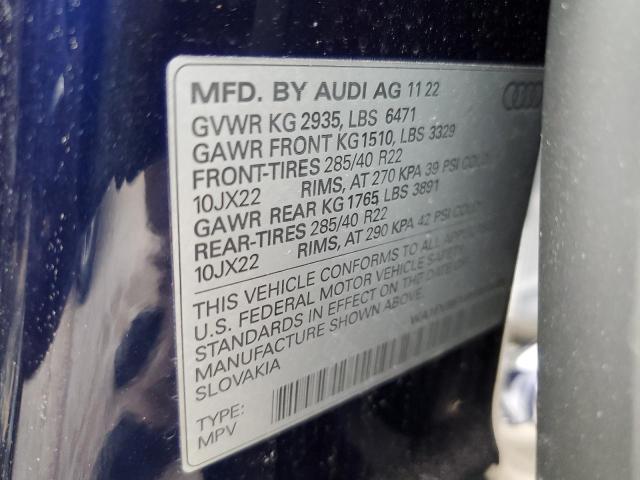 MFD. BY AUDI AG 11 22
GVWR KG 2935, LBS 6471
GAWR FRONT KG1510, LBS 3329
FRONT-TIRES 285/40 R22
10JX22 RIMS, AT 270 KPA 39 PSI COLD
GAWR REAR KG 1765, LBS 3891
REAR-TIRES 285/40 R22
10JX22 RIMS, AT 290 KPA 42 PSI COLD
THIS VEHICLE CONFORMS TO ALL
U.S. FEDERAL MOTOR VEHICLE SAFETY
STANDARDS IN EFFECT ON THE DATE OF
MANUFACTURE SHOWN ABOVE.
SLOVAKIA
TYPE:
MPV